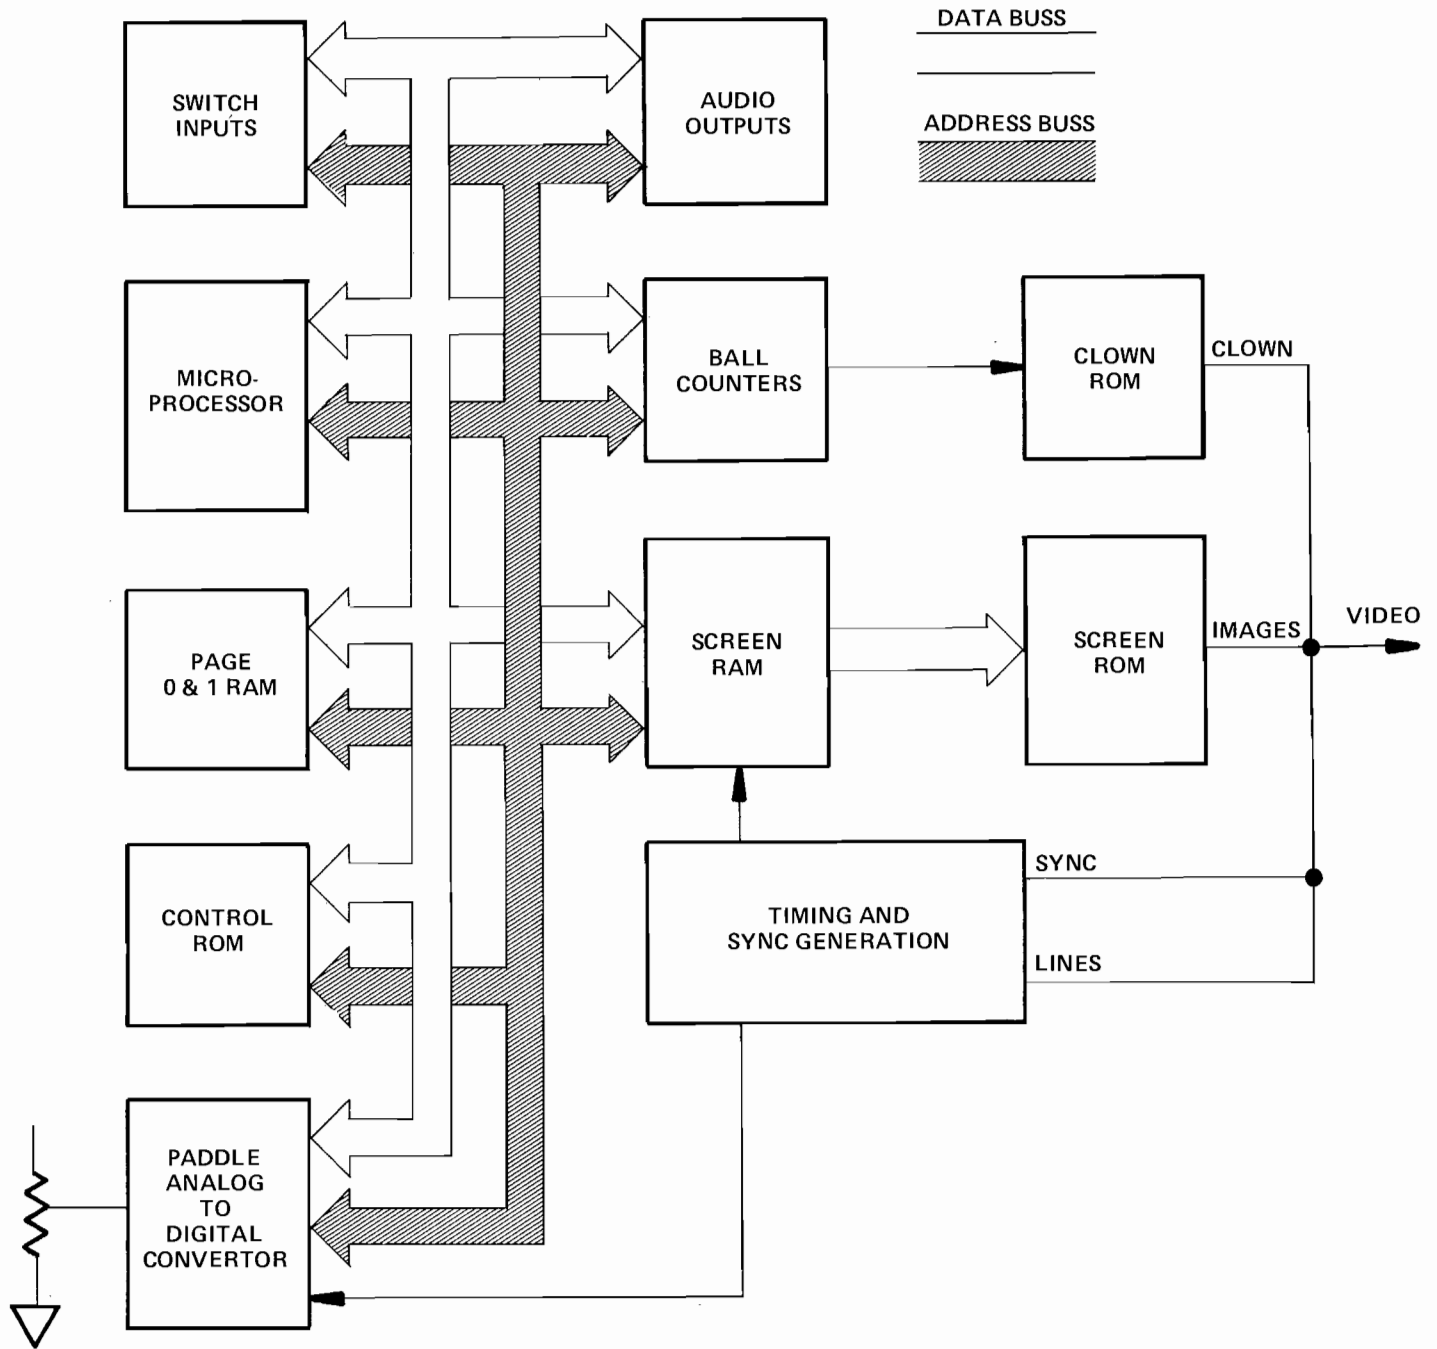 DATA BUSS
SWITCH
INPUTS
AUDIO
OUTPUTS
ADDRESS BUSS
MICRO-
PROCESSOR
BALL
COUNTERS
CLOWN
ROM
CLOWN
PAGE
0 & 1 RAM
SCREEN
RAM
SCREEN
ROM
IMAGES
VIDEO
CONTROL
ROM
TIMING AND
SYNC GENERATION
SYNC
LINES
PADDLE
ANALOG
TO
DIGITAL
CONVERTOR